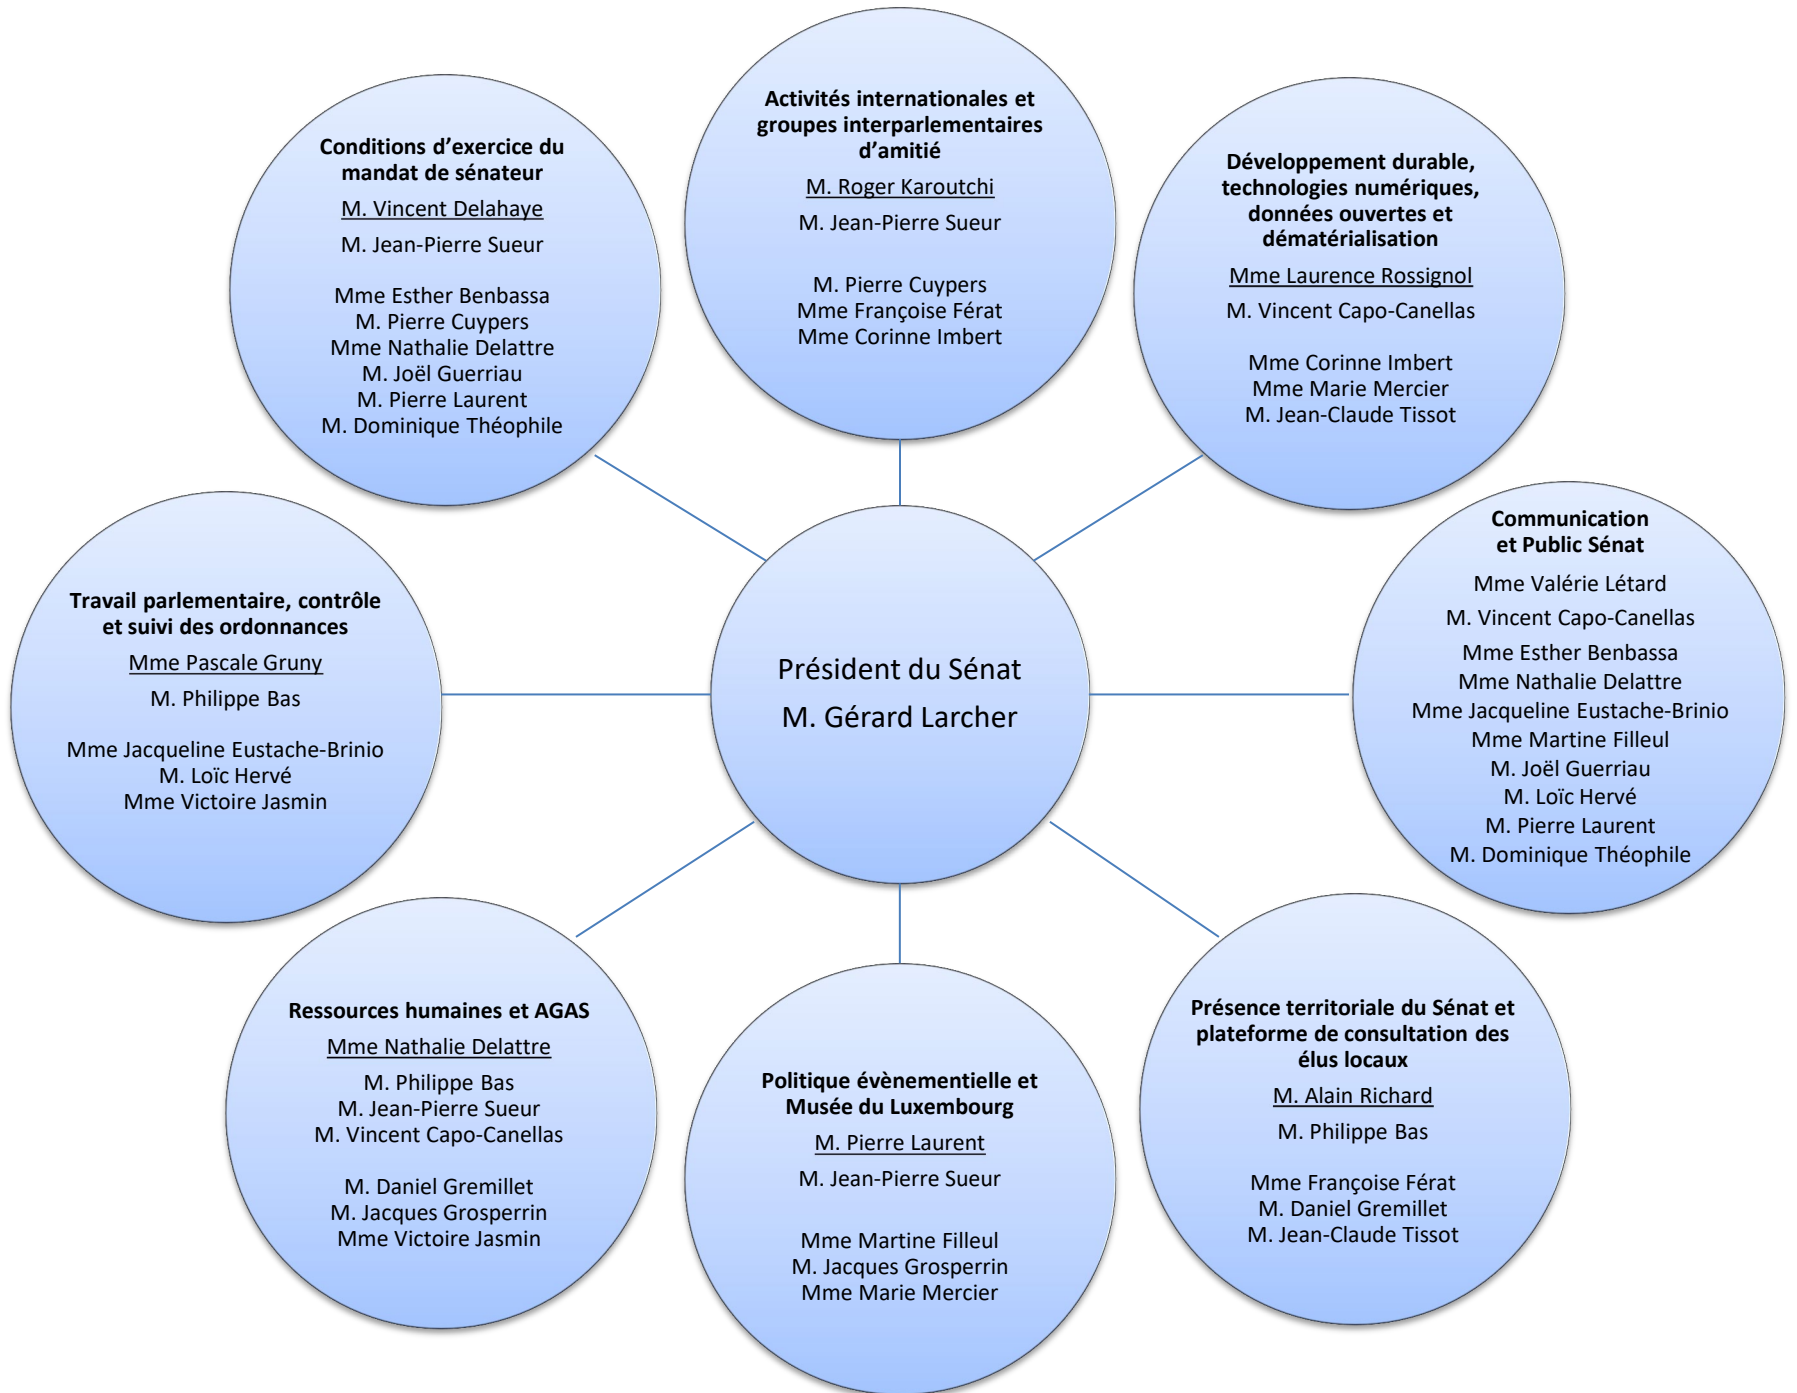 Activités internationales et
groupes interparlementaires
d’amitié
M. Roger Karoutchi
M. Jean-Pierre Sueur
M. Pierre Cuypers
Mme Françoise Férat
Mme Corinne Imbert
Conditions d’exercice du
mandat de sénateur
M. Vincent Delahaye
M. Jean-Pierre Sueur
Mme Esther Benbassa
M. Pierre Cuypers
Mme Nathalie Delattre
M. Joël Guerriau
M. Pierre Laurent
M. Dominique Théophile
Développement durable,
technologies numériques,
données ouvertes et
dématérialisation
Mme Laurence Rossignol
M. Vincent Capo-Canellas
Mme Corinne Imbert
Mme Marie Mercier
M. Jean-Claude Tissot
Travail parlementaire, contrôle
et suivi des ordonnances
Mme Pascale Gruny
M. Philippe Bas
Mme Jacqueline Eustache-Brinio
M. Loïc Hervé
Mme Victoire Jasmin
Président du Sénat
M. Gérard Larcher
Communication
et Public Sénat
Mme Valérie Létard
M. Vincent Capo-Canellas
Mme Esther Benbassa
Mme Nathalie Delattre
Mme Jacqueline Eustache-Brinio
Mme Martine Filleul
M. Joël Guerriau
M. Loïc Hervé
M. Pierre Laurent
M. Dominique Théophile
Ressources humaines et AGAS
Mme Nathalie Delattre
M. Philippe Bas
M. Jean-Pierre Sueur
M. Vincent Capo-Canellas
M. Daniel Gremillet
M. Jacques Grosperrin
Mme Victoire Jasmin
Politique évènementielle et
Musée du Luxembourg
M. Pierre Laurent
M. Jean-Pierre Sueur
Mme Martine Filleul
M. Jacques Grosperrin
Mme Marie Mercier
Présence territoriale du Sénat et
plateforme de consultation des
élus locaux
M. Alain Richard
M. Philippe Bas
Mme Françoise Férat
M. Daniel Gremillet
M. Jean-Claude Tissot